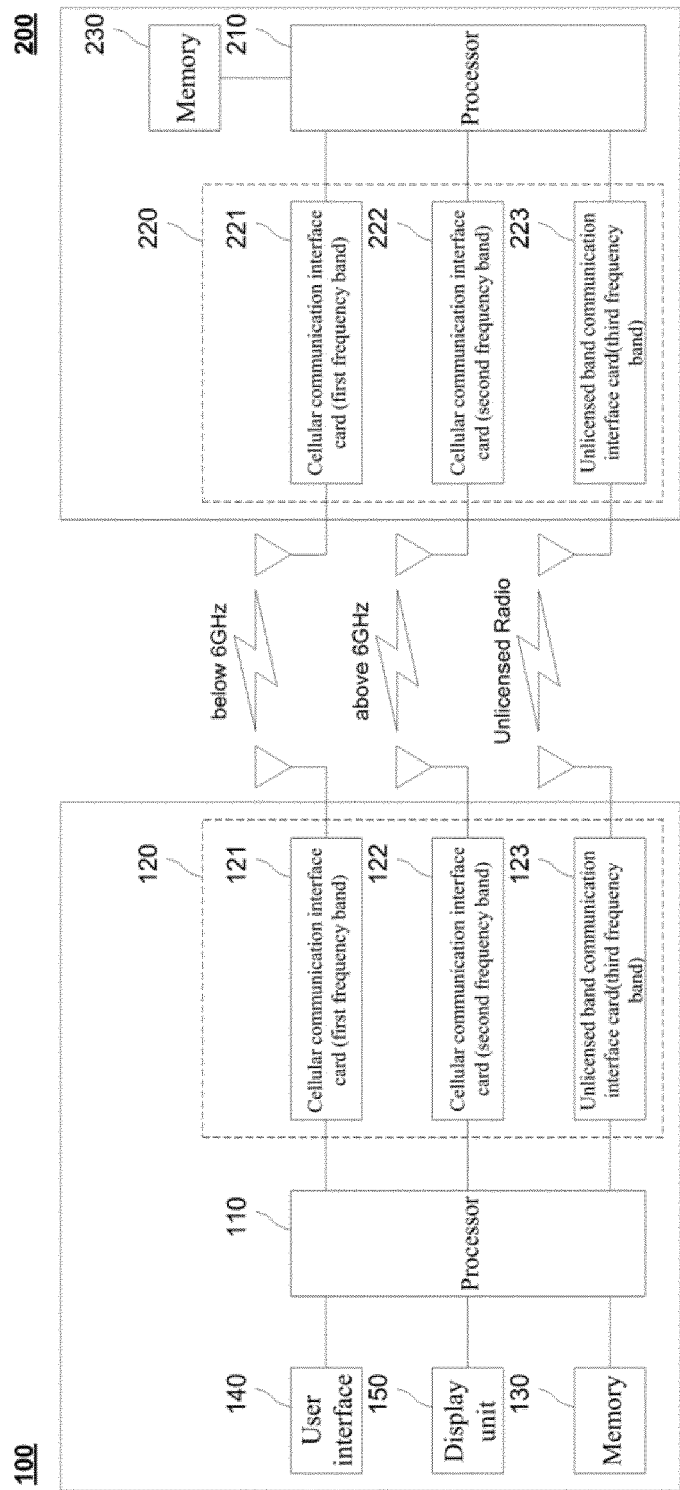 100
200
140
User
interface
150
Display
unit
130
Memory
110
Processor
120
121
Cellular communication interface
card (first frequency band)
122
Cellular communication interface
card (second frequency band)
123
Unlicensed band communication
interface card(third frequency
band)
below 6GHz
above 6GHz
Unlicensed Radio
220
221
Cellular communication interface
card (first frequency band)
222
Cellular communication interface
card (second frequency band)
223
Unlicensed band communication
interface card(third frequency
band)
230
Memory
210
Processor